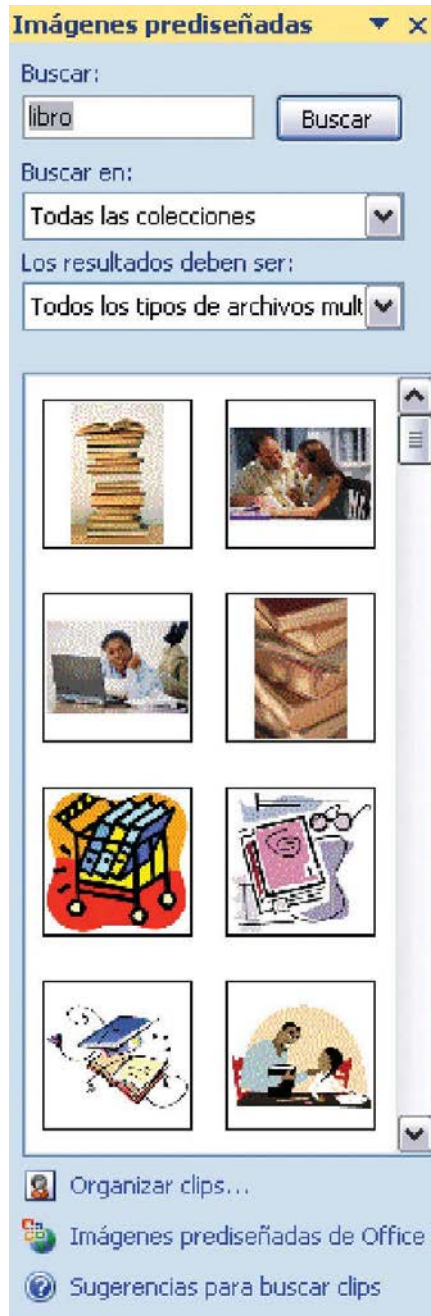 Imágenes prediseñadas
Buscar:
libro
Buscar
Buscar en:
Todas las colecciones
Los resultados deben ser:
Todos los tipos de archivos mult
Organizar clips...
Imágenes prediseñadas de Office
Sugerencias para buscar clips